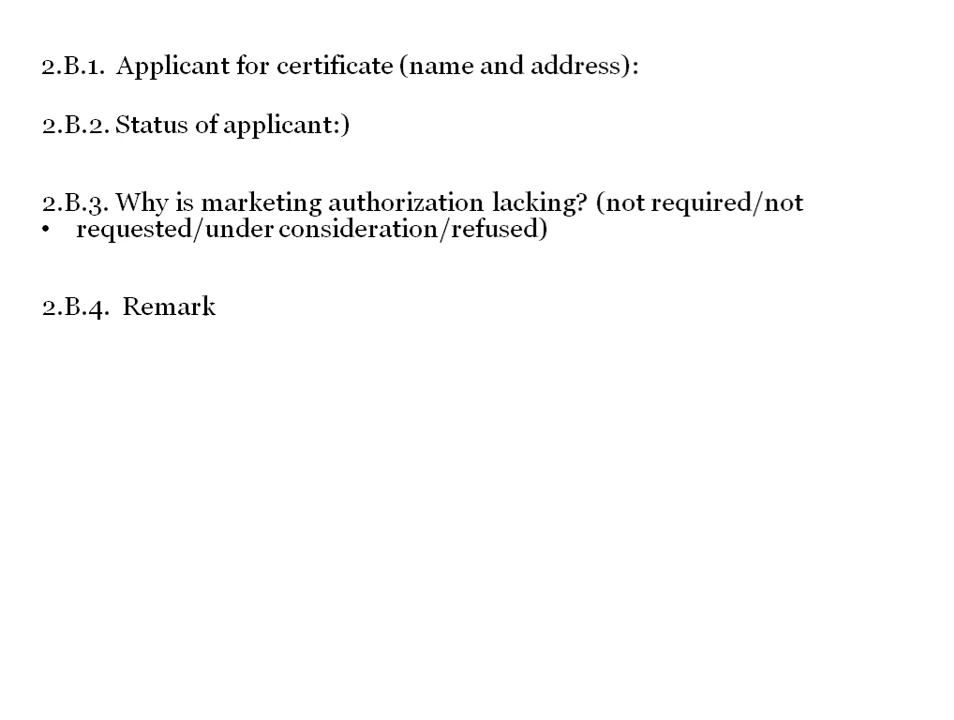 2.B.1. Applicant for certificate (name and address):
2.B.2. Status of applicant:)
2.B.3. Why is marketing authorization lacking? (not required/not
• requested/under consideration/refused)
2.B.4. Remark